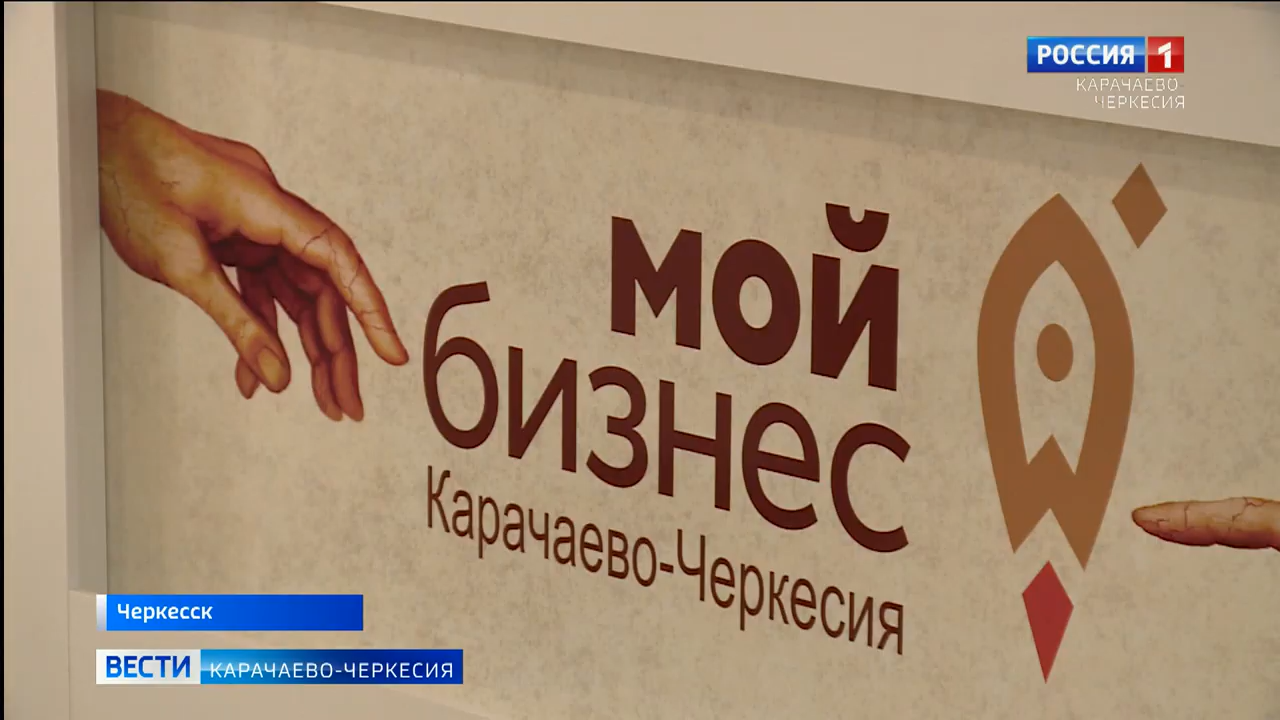 РОССИЯ 1
КАРАЧАЕВО-
ЧЕРКЕСИЯ
мой
бизнес
Карачаево-Черкесия
Черкесск
ВЕСТИ КАРАЧАЕВО-ЧЕРКЕСИЯ